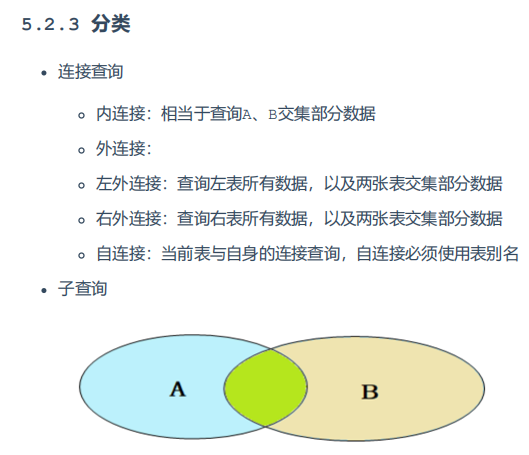 5.2.3 分类
连接查询
内连接：相当于查询A、B交集部分数据
外连接：
左外连接：查询左表所有数据，以及两张表交集部分数据
右外连接：查询右表所有数据，以及两张表交集部分数据
自连接：当前表与自身的连接查询，自连接必须使用表别名
子查询
A
B